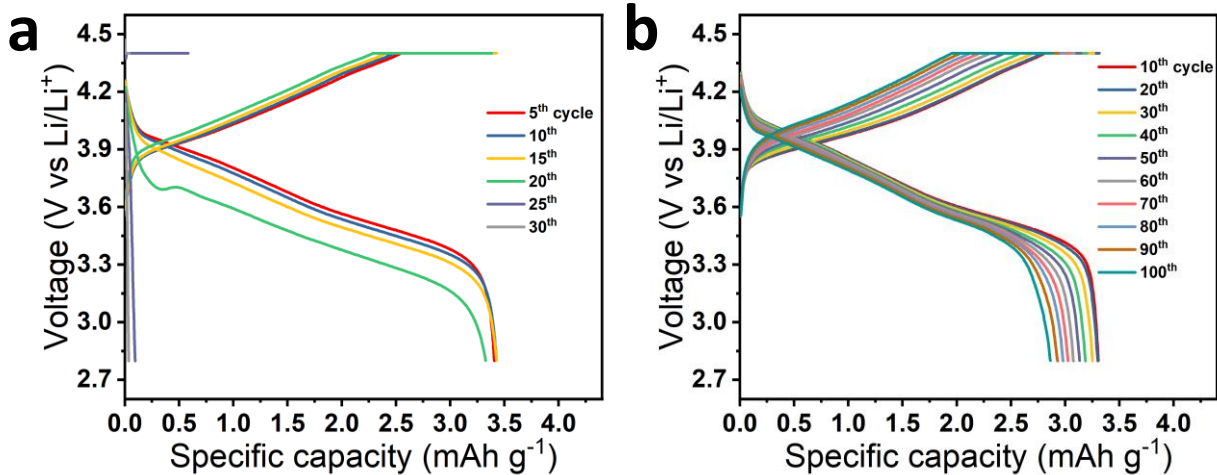 a
4.5
4.2
3.9
3.6
3.3
3.0
2.7
Voltage (V vs Li/Li⁺)
5ᵗʰ cycle
10ᵗʰ
15ᵗʰ
20ᵗʰ
25ᵗʰ
30ᵗʰ
0.0 0.5 1.0 1.5 2.0 2.5 3.0 3.5 4.0
Specific capacity (mAh g⁻¹)
b
4.5
4.2
3.9
3.6
3.3
3.0
2.7
Voltage (V vs Li/Li⁺)
10ᵗʰ cycle
20ᵗʰ
30ᵗʰ
40ᵗʰ
50ᵗʰ
60ᵗʰ
70ᵗʰ
80ᵗʰ
90ᵗʰ
100ᵗʰ
0.0 0.5 1.0 1.5 2.0 2.5 3.0 3.5 4.0
Specific capacity (mAh g⁻¹)